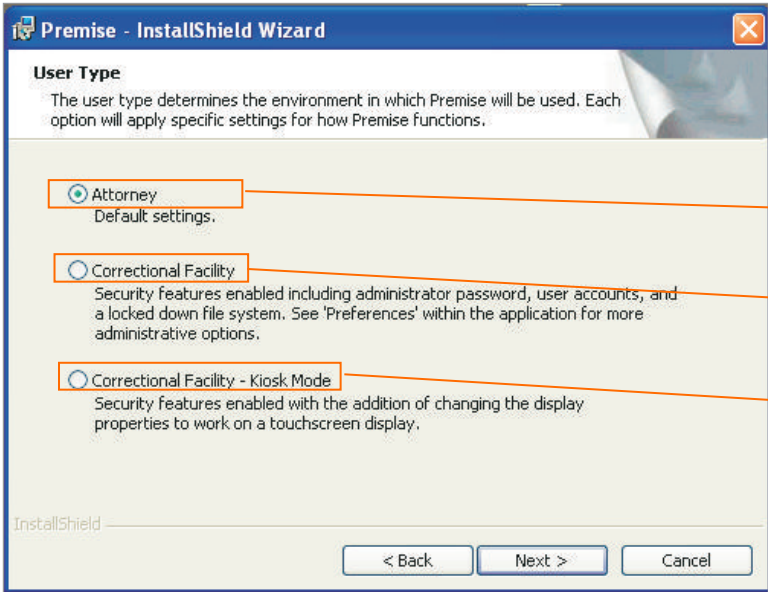 Premise - InstallShield Wizard
User Type
The user type determines the environment in which Premise will be used. Each
option will apply specific settings for how Premise functions.
Attorney
Default settings.
Correctional Facility
Security features enabled including administrator password, user accounts, and
a locked down file system. See 'Preferences' within the application for more
administrative options.
Correctional Facility - Kiosk Mode
Security features enabled with the addition of changing the display
properties to work on a touchscreen display.
InstallShield
< Back Next > Cancel